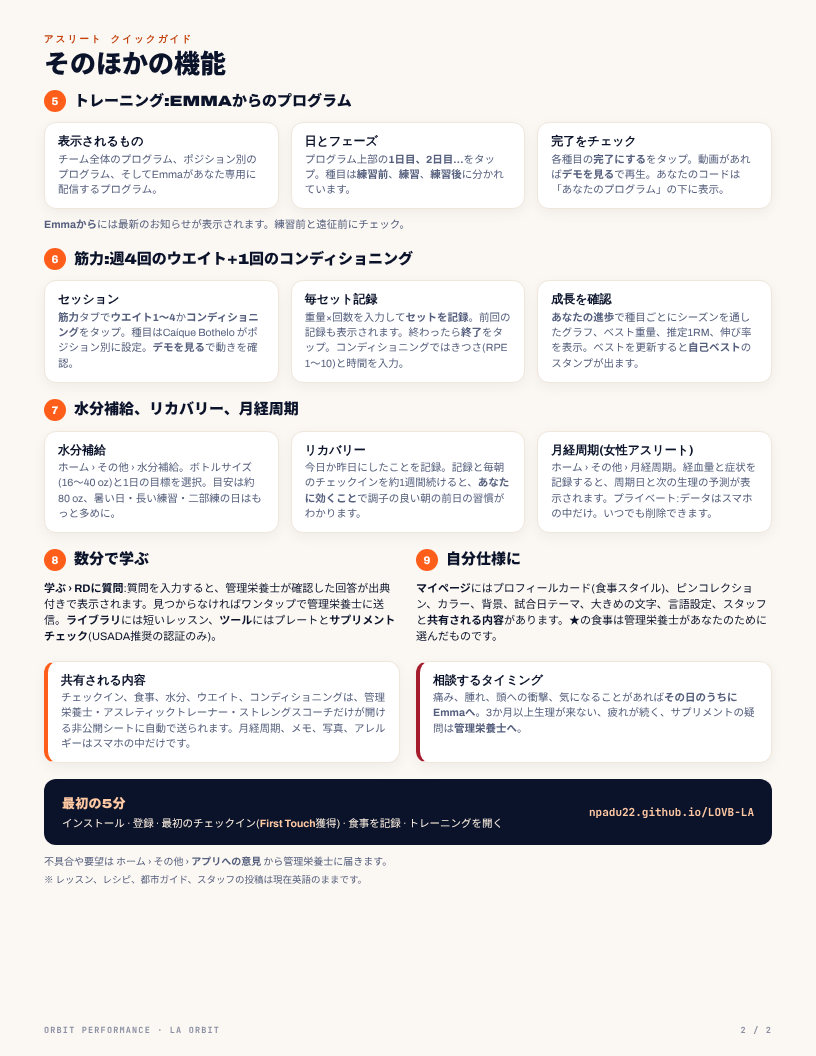 アスリート クイックガイド
そのほかの機能
5 トレーニング:EMMAからのプログラム
表示されるもの
チーム全体のプログラム、ポジション別の
プログラム、そしてEmmaがあなた専用に
配信するプログラム。
日とフェーズ
プログラム上部の1日目、2日目…をタッ
プ。種目は練習前、練習、練習後に分かれ
ています。
完了をチェック
各種目の完了にするをタップ。動画があれ
ばデモを見るで再生。あなたのコードは
「あなたのプログラム」の下に表示。
Emmaからには最新のお知らせが表示されます。練習前と遠征前にチェック。
6 筋力:週4回のウエイト+1回のコンディショニング
セッション
筋力タブでウエイト1〜4かコンディショニ
ングをタップ。種目はCaíque Bothelo がポ
ジション別に設定。デモを見るで動きを確
認。
毎セット記録
重量×回数を入力してセットを記録。前回の
記録も表示されます。終わったら終了をタ
ップ。コンディショニングではきつさ(RPE
1〜10)と時間を入力。
成長を確認
あなたの進歩で種目ごとにシーズンを通し
たグラフ、ベスト重量、推定1RM、伸び率
を表示。ベストを更新すると自己ベストの
スタンプが出ます。
7 水分補給、リカバリー、月経周期
水分補給
ホーム › その他 › 水分補給。ボトルサイズ
(16〜40 oz)と1日の目標を選択。目安は約
80 oz、暑い日・長い練習・二部練の日はも
っと多めに。
リカバリー
今日か昨日にしたことを記録。記録と毎朝
のチェックインを約1週間続けると、あなた
に効くことで調子の良い朝の前日の習慣が
わかります。
月経周期(女性アスリート)
ホーム › その他 › 月経周期。経血量と症状を
記録すると、周期日と次の生理の予測が表
示されます。プライベート:データはスマホ
の中だけ。いつでも削除できます。
8 数分で学ぶ
学ぶ › RDに質問:質問を入力すると、管理栄養士が確認した回答が出典
付きで表示されます。見つからなければワンタップで管理栄養士に送
信。ライブラリには短いレッスン、ツールにはプレートとサプリメント
チェック(USADA推奨の認証のみ)。
9 自分仕様に
マイページにはプロフィールカード(食事スタイル)、ピンコレクショ
ン、カラー、背景、試合日テーマ、大きめの文字、言語設定、スタッフ
と共有される内容があります。★の食事は管理栄養士があなたのために
選んだものです。
共有される内容
チェックイン、食事、水分、ウエイト、コンディショニングは、管理
栄養士・アスレティックトレーナー・ストレングスコーチだけが開け
る非公開シートに自動で送られます。月経周期、メモ、写真、アレル
ギーはスマホの中だけです。
相談するタイミング
痛み、腫れ、頭への衝撃、気になることがあればその日のうちに
Emmaへ。3か月以上生理が来ない、疲れが続く、サプリメントの疑
問は管理栄養士へ。
最初の5分
インストール · 登録 · 最初のチェックイン(First Touch獲得) · 食事を記録 · トレーニングを開く
npadu22.github.io/LOVB-LA
不具合や要望は ホーム › その他 › アプリへの意見 から管理栄養士に届きます。
※ レッスン、レシピ、都市ガイド、スタッフの投稿は現在英語のままです。
ORBIT PERFORMANCE · LA ORBIT
2 / 2